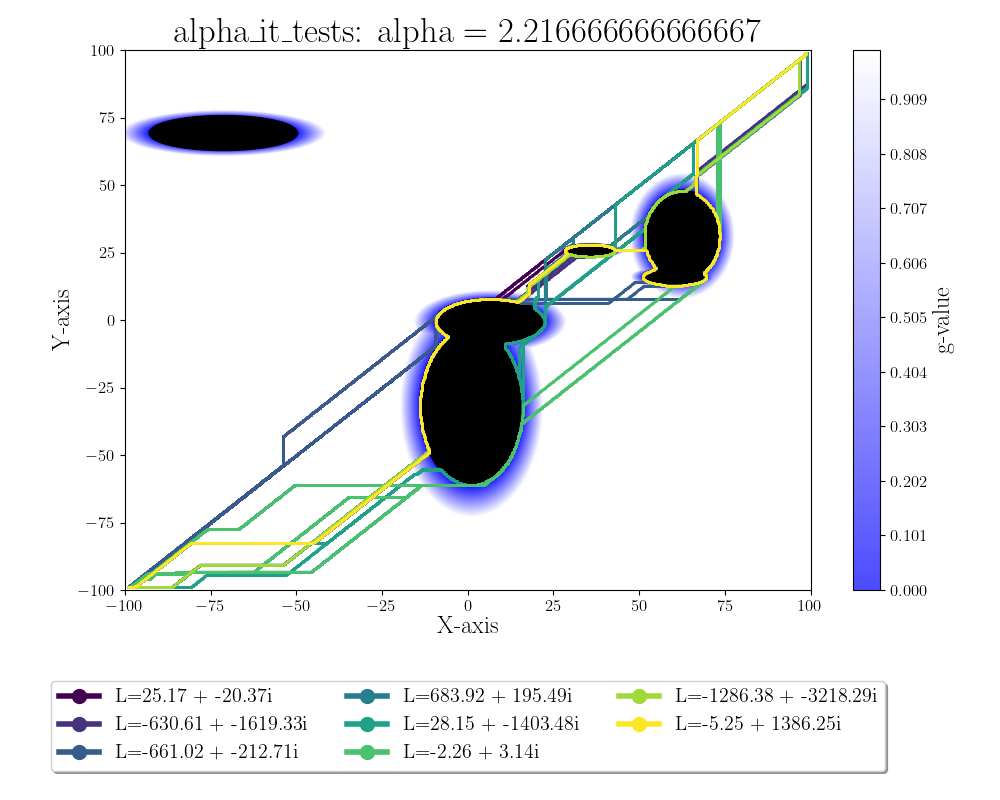 alpha_it_tests: alpha = 2.216666666666667
100
75
50
25
0
−25
−50
−75
−100
Y-axis
−100 −75 −50 −25 0 25 50 75 100
X-axis
0.909
0.808
0.707
0.606
0.505
0.404
0.303
0.202
0.101
0.000
g-value
L=25.17 + -20.37i L=683.92 + 195.49i L=-1286.38 + -3218.29i
L=-630.61 + -1619.33i L=28.15 + -1403.48i L=-5.25 + 1386.25i
L=-661.02 + -212.71i L=-2.26 + 3.14i